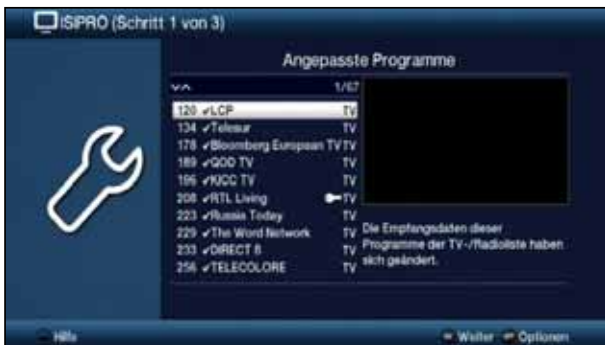 ISIPRO (Schritt 1 von 3)
Angepasste Programme
1/67
120 ✓LCP TV
134 ✓Telesur TV
178 ✓Bloomberg European TV TV
189 ✓QOD TV TV
196 ✓KICC TV TV
208 ✓RTL Living TV
223 ✓Russia Today TV
229 ✓The Word Network TV
233 ✓DIRECT 8 TV
256 ✓TELECOLORE TV
Die Empfangsdaten dieser
Programme der TV-/Radioliste haben
sich geändert.
Hilfe
Weiter
Optionen